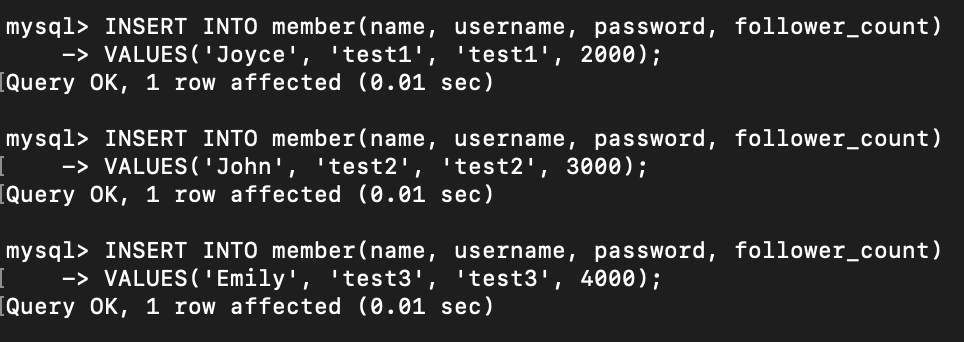 mysql> INSERT INTO member(name, username, password, follower_count)
    -> VALUES('Joyce', 'test1', 'test1', 2000);
Query OK, 1 row affected (0.01 sec)

mysql> INSERT INTO member(name, username, password, follower_count)
    -> VALUES('John', 'test2', 'test2', 3000);
Query OK, 1 row affected (0.01 sec)

mysql> INSERT INTO member(name, username, password, follower_count)
    -> VALUES('Emily', 'test3', 'test3', 4000);
Query OK, 1 row affected (0.01 sec)